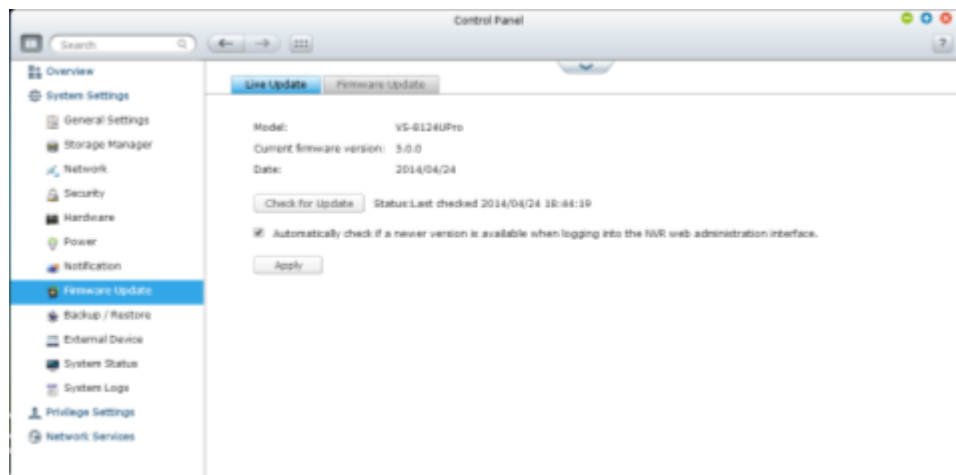 Control Panel
Search
?
Overview
System Settings
General Settings
Storage Manager
Network
Security
Hardware
Power
Notification
Firmware Update
Backup / Restore
External Device
System Status
System Logs
Privilege Settings
Network Services
Live Update
Firmware Update
Model: VS-8124UPro
Current firmware version: 5.0.0
Date: 2014/04/24
Check for Update Status:Last checked 2014/04/24 18:44:19
Automatically check if a newer version is available when logging into the NVR web administration interface.
Apply